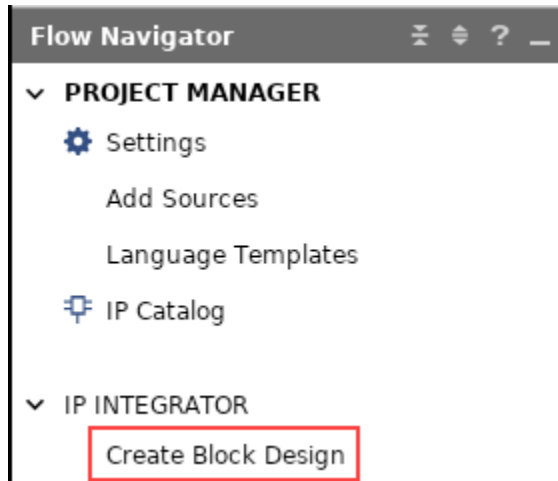 Flow Navigator ? _
PROJECT MANAGER
Settings
Add Sources
Language Templates
IP Catalog
IP INTEGRATOR
Create Block Design